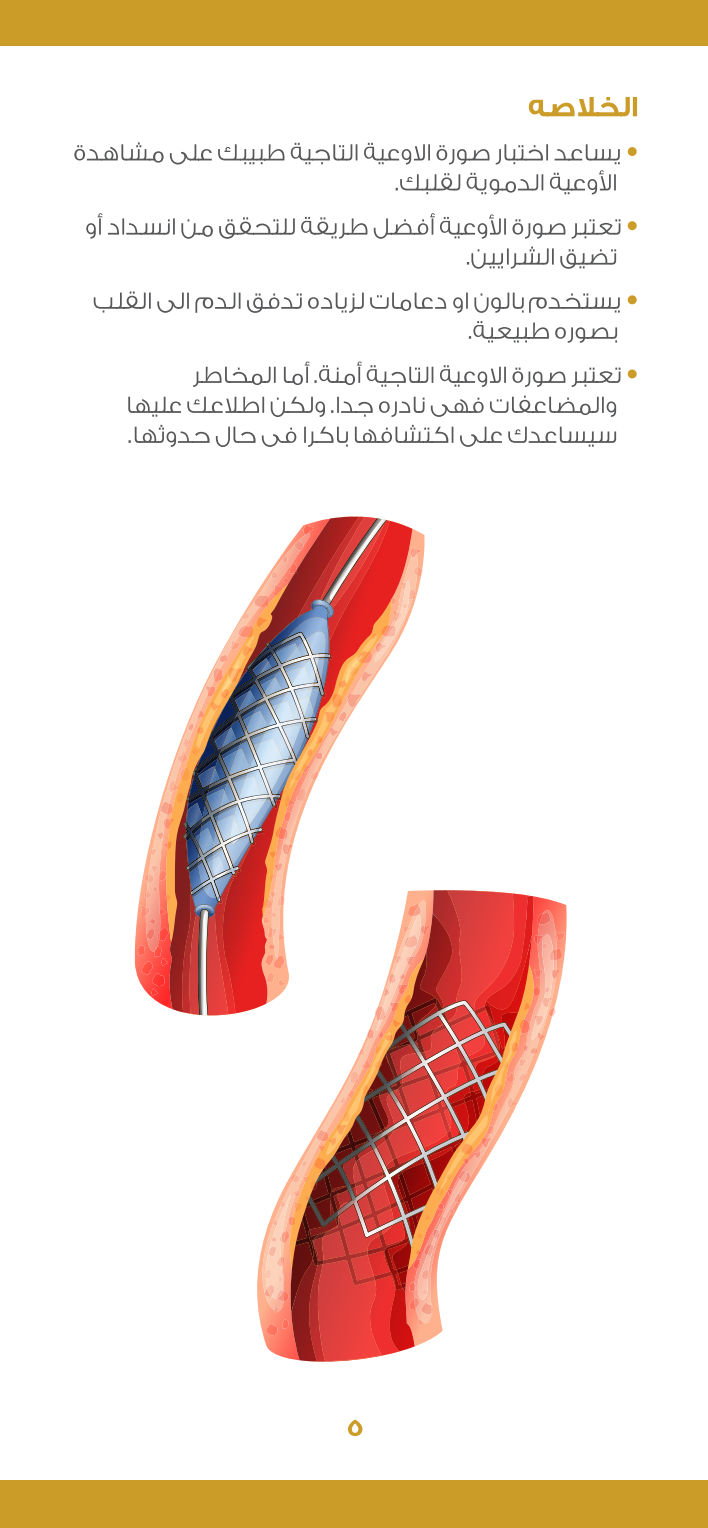 الخلاصه
• يساعد اختبار صورة الاوعية التاجية طبيبك على مشاهدة
الأوعية الدموية لقلبك.
• تعتبر صورة الأوعية أفضل طريقة للتحقق من انسداد أو
تضيق الشرايين.
• يستخدم بالون او دعامات لزياده تدفق الدم الى القلب
بصوره طبيعية.
• تعتبر صورة الاوعية التاجية أمنة. أما المخاطر
والمضاعفات فهى نادره جدا. ولكن اطلاعك عليها
سيساعدك على اكتشافها باكرا فى حال حدوثها.
٥